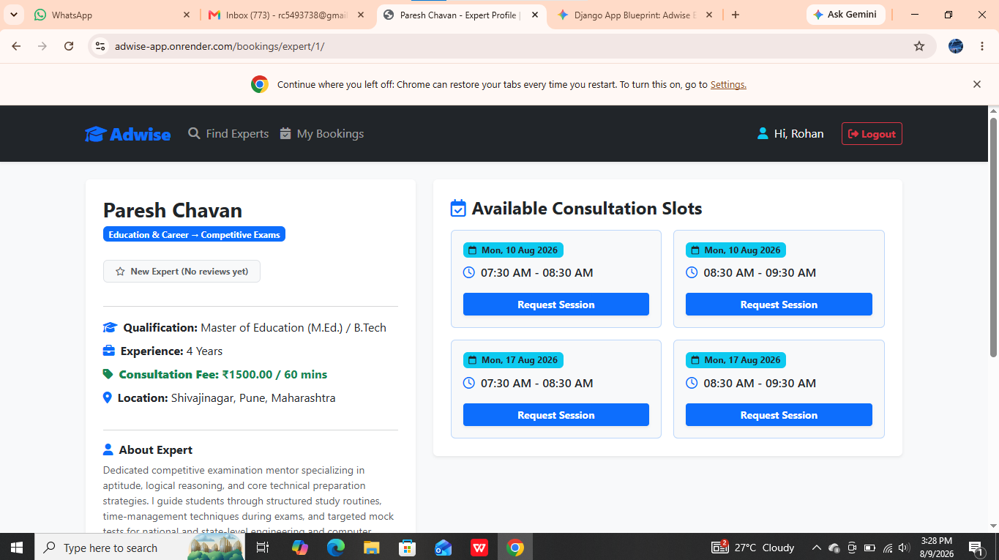 WhatsApp
Inbox (773) - rc5493738@gmai
Paresh Chavan - Expert Profile |
Django App Blueprint: Adwise E
Ask Gemini
adwise-app.onrender.com/bookings/expert/1/
Continue where you left off: Chrome can restore your tabs every time you restart. To turn this on, go to Settings.
Adwise
Find Experts
My Bookings
Hi, Rohan
Logout
Paresh Chavan
Education & Career → Competitive Exams
New Expert (No reviews yet)
Qualification: Master of Education (M.Ed.) / B.Tech
Experience: 4 Years
Consultation Fee: ₹1500.00 / 60 mins
Location: Shivajinagar, Pune, Maharashtra
About Expert
Dedicated competitive examination mentor specializing in
aptitude, logical reasoning, and core technical preparation
strategies. I guide students through structured study routines,
time-management techniques during exams, and targeted mock
tests for national and state-level engineering and computer
Available Consultation Slots
Mon, 10 Aug 2026
07:30 AM - 08:30 AM
Request Session
Mon, 10 Aug 2026
08:30 AM - 09:30 AM
Request Session
Mon, 17 Aug 2026
07:30 AM - 08:30 AM
Request Session
Mon, 17 Aug 2026
08:30 AM - 09:30 AM
Request Session
Type here to search
2
27°C Cloudy
3:28 PM
8/9/2026
1